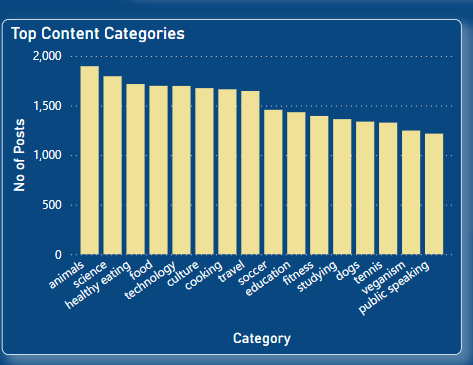 Top Content Categories
2,000
1,500
1,000
500
0
No of Posts
animals
science
healthy eating
food
technology
culture
cooking
travel
soccer
education
fitness
studying
dogs
tennis
veganism
public speaking
Category